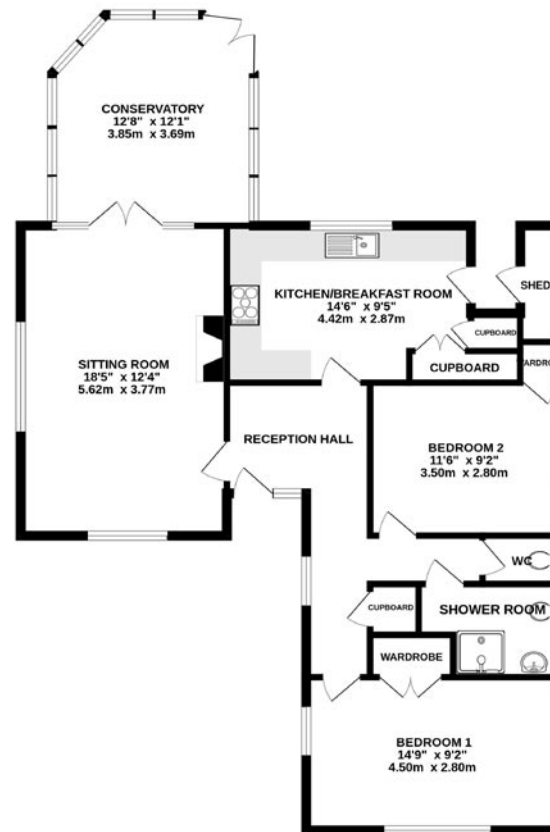 CONSERVATORY
12'8" x 12'1"
3.85m x 3.69m
KITCHEN/BREAKFAST ROOM
14'6" x 9'5"
4.42m x 2.87m
SHED
CUPBOARD
CUPBOARD
SITTING ROOM
18'5" x 12'4"
5.62m x 3.77m
RECEPTION HALL
BEDROOM 2
11'6" x 9'2"
3.50m x 2.80m
WC
CUPBOARD
SHOWER ROOM
WARDROBE
BEDROOM 1
14'9" x 9'2"
4.50m x 2.80m